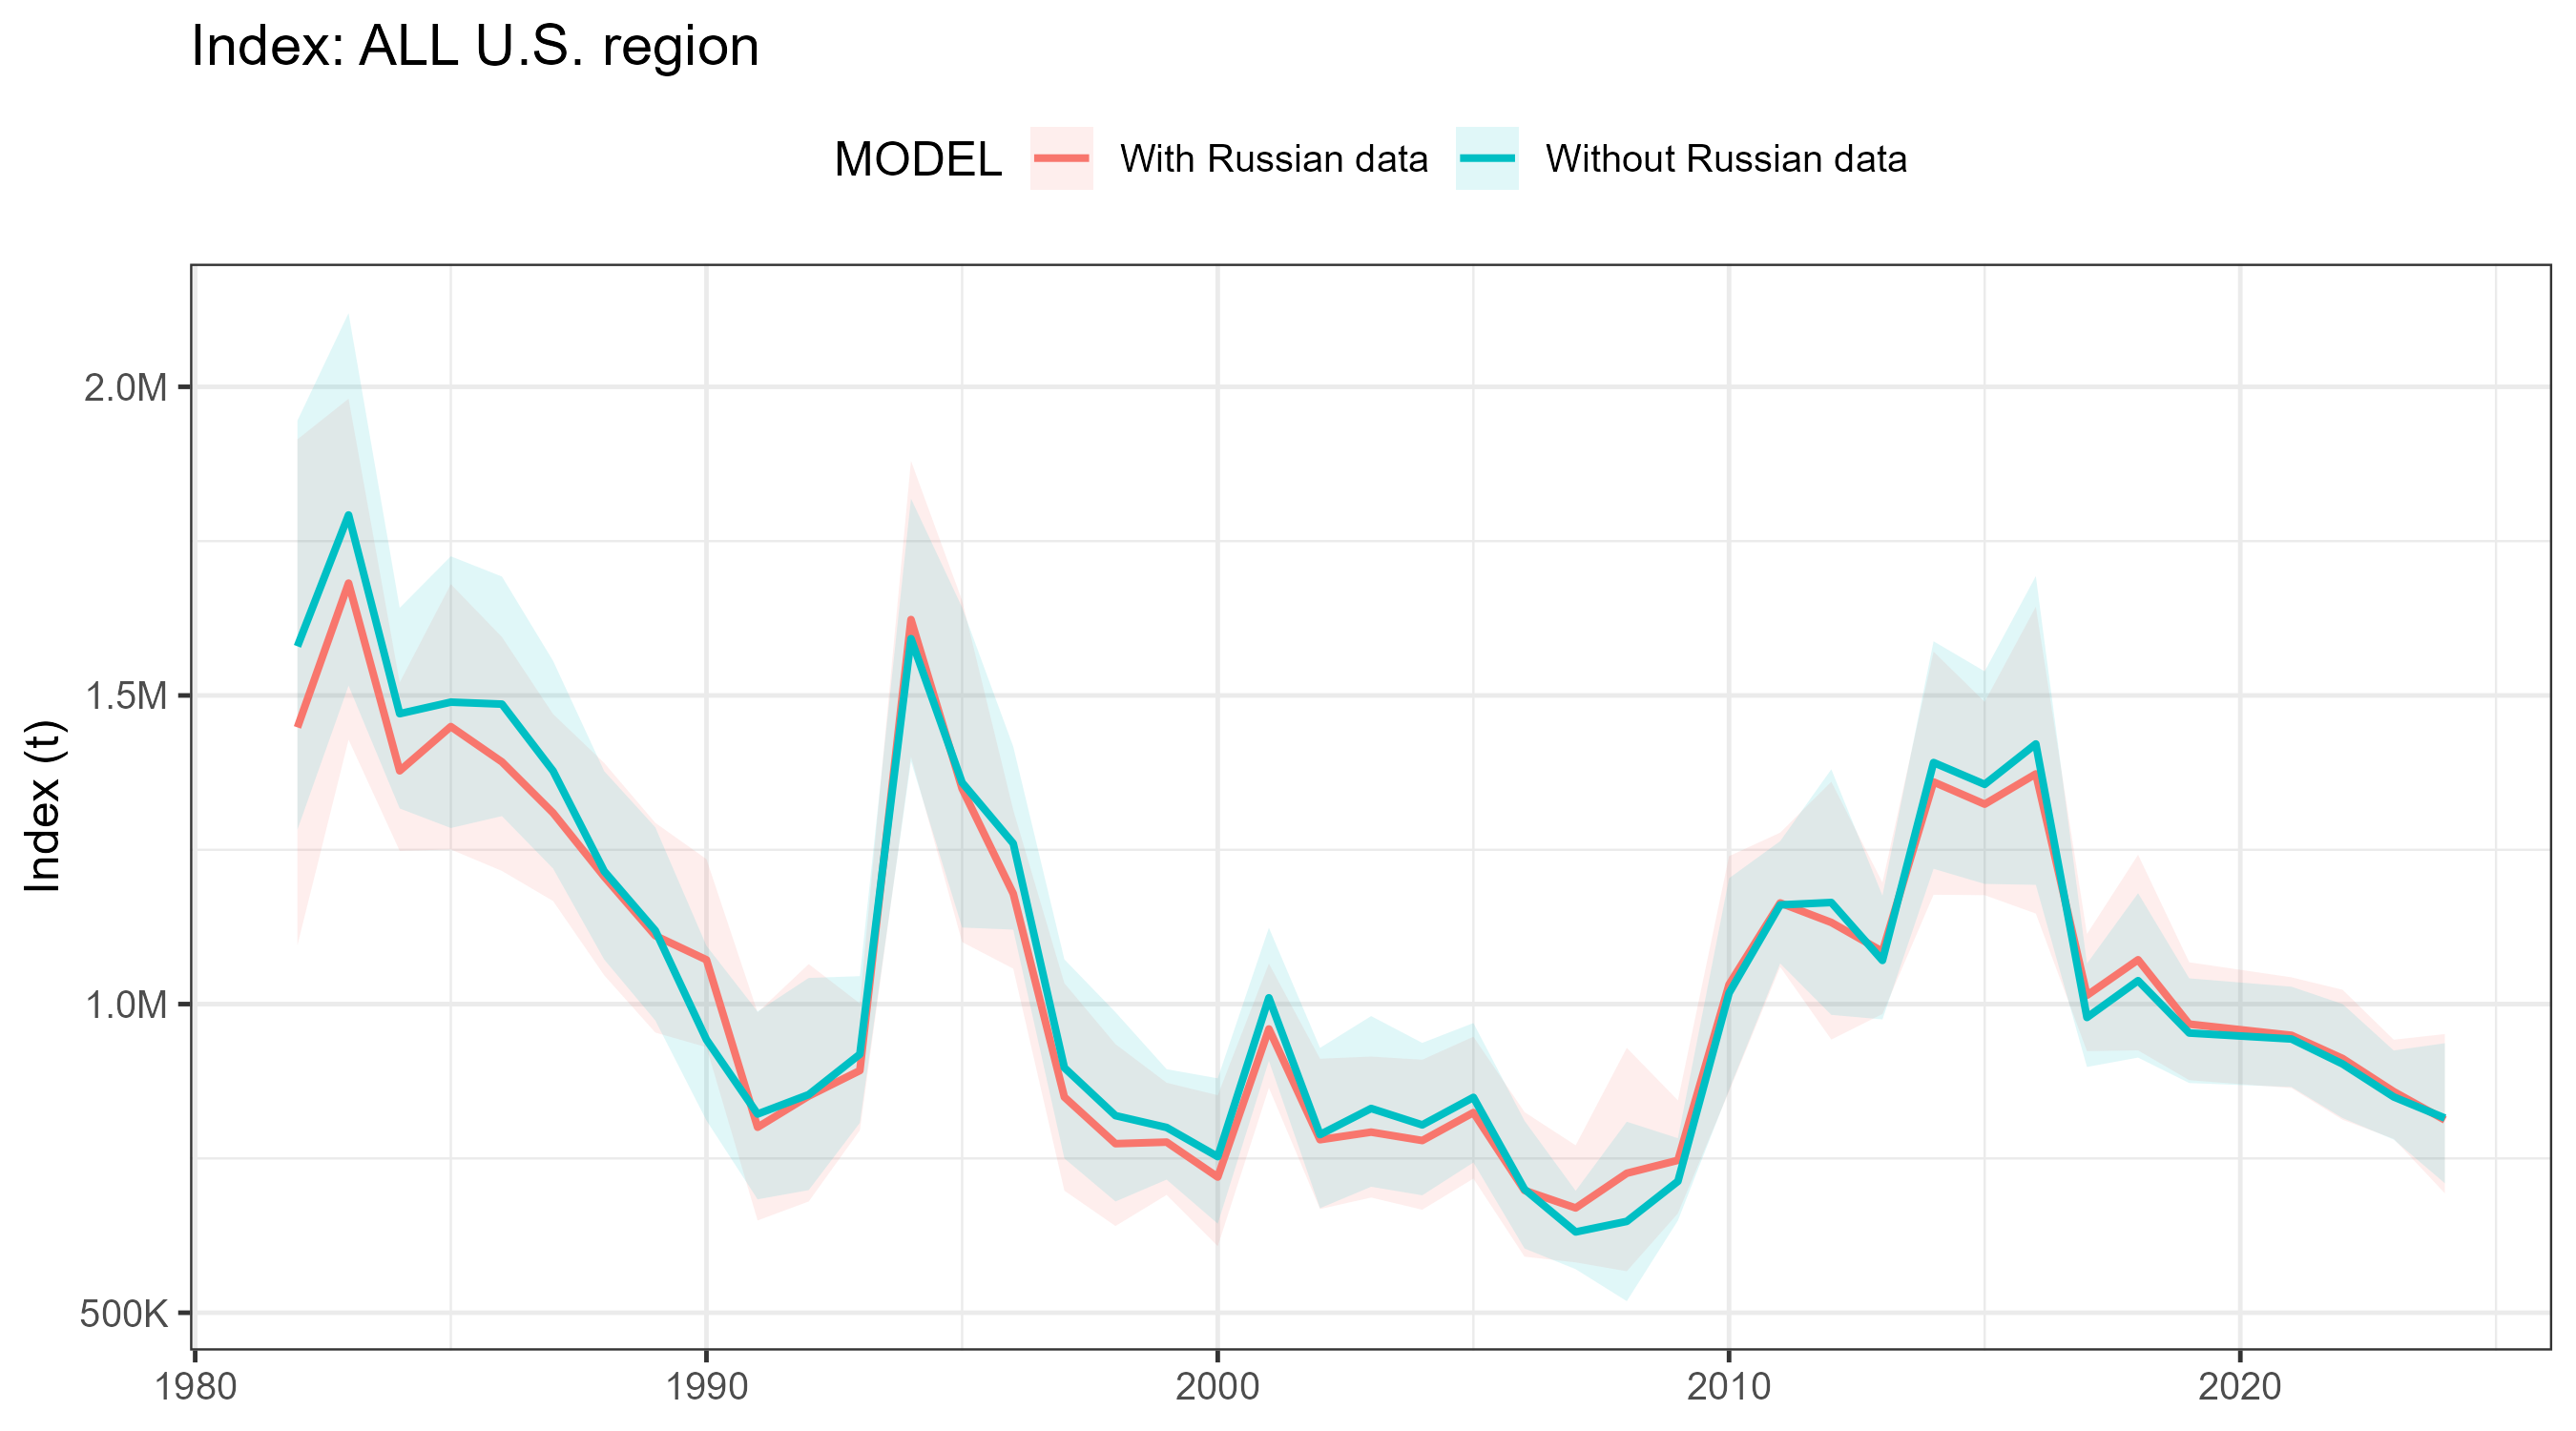 Index: ALL U.S. region
MODEL With Russian data Without Russian data
Index (t)
2.0M
1.5M
1.0M
500K
1980 1990 2000 2010 2020